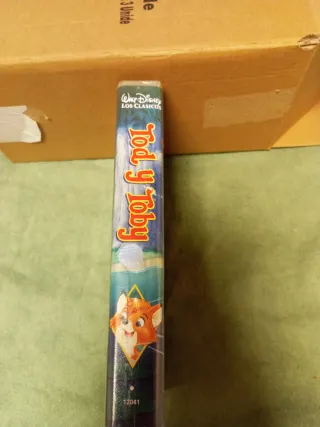 Walt Disney
LOS CLASICOS
Tod y Toby
12041